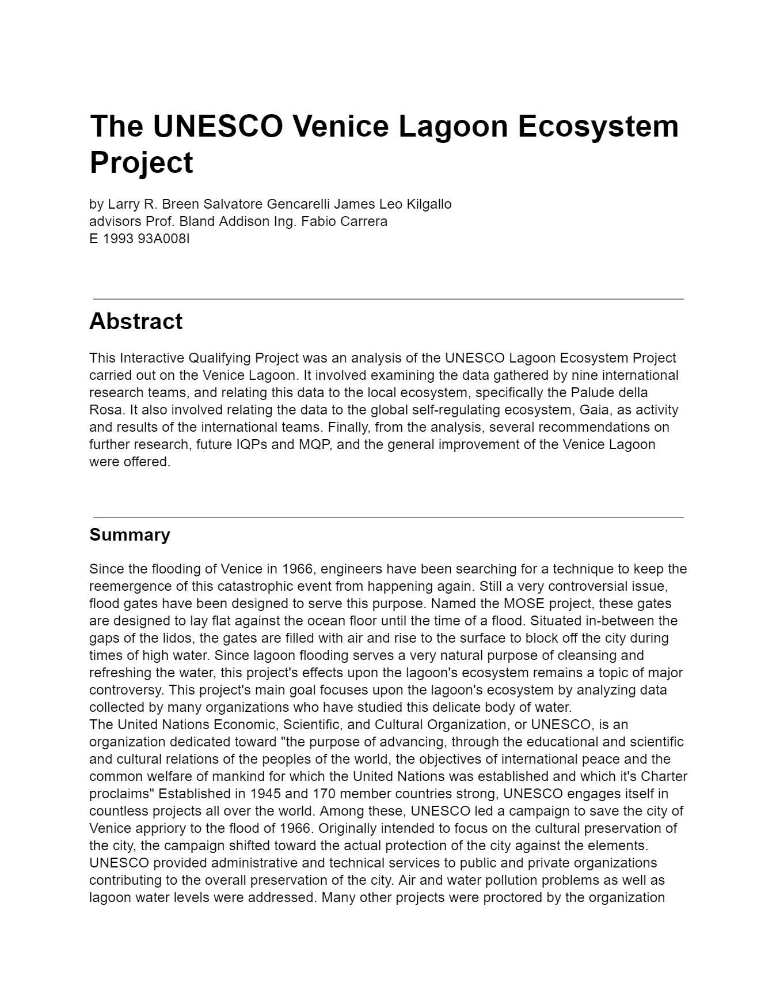 The UNESCO Venice Lagoon Ecosystem
Project
by Larry R. Breen Salvatore Gencarelli James Leo Kilgallo
advisors Prof. Bland Addison Ing. Fabio Carrera
E 1993 93A008I
Abstract
This Interactive Qualifying Project was an analysis of the UNESCO Lagoon Ecosystem Project
carried out on the Venice Lagoon. It involved examining the data gathered by nine international
research teams, and relating this data to the local ecosystem, specifically the Palude della
Rosa. It also involved relating the data to the global self-regulating ecosystem, Gaia, as activity
and results of the international teams. Finally, from the analysis, several recommendations on
further research, future IQPs and MQP, and the general improvement of the Venice Lagoon
were offered.
Summary
Since the flooding of Venice in 1966, engineers have been searching for a technique to keep the
reemergence of this catastrophic event from happening again. Still a very controversial issue,
flood gates have been designed to serve this purpose. Named the MOSE project, these gates
are designed to lay flat against the ocean floor until the time of a flood. Situated in-between the
gaps of the lidos, the gates are filled with air and rise to the surface to block off the city during
times of high water. Since lagoon flooding serves a very natural purpose of cleansing and
refreshing the water, this project's effects upon the lagoon's ecosystem remains a topic of major
controversy. This project's main goal focuses upon the lagoon's ecosystem by analyzing data
collected by many organizations who have studied this delicate body of water.
The United Nations Economic, Scientific, and Cultural Organization, or UNESCO, is an
organization dedicated toward "the purpose of advancing, through the educational and scientific
and cultural relations of the peoples of the world, the objectives of international peace and the
common welfare of mankind for which the United Nations was established and which it's Charter
proclaims" Established in 1945 and 170 member countries strong, UNESCO engages itself in
countless projects all over the world. Among these, UNESCO led a campaign to save the city of
Venice appriory to the flood of 1966. Originally intended to focus on the cultural preservation of
the city, the campaign shifted toward the actual protection of the city against the elements.
UNESCO provided administrative and technical services to public and private organizations
contributing to the overall preservation of the city. Air and water pollution problems as well as
lagoon water levels were addressed. Many other projects were proctored by the organization